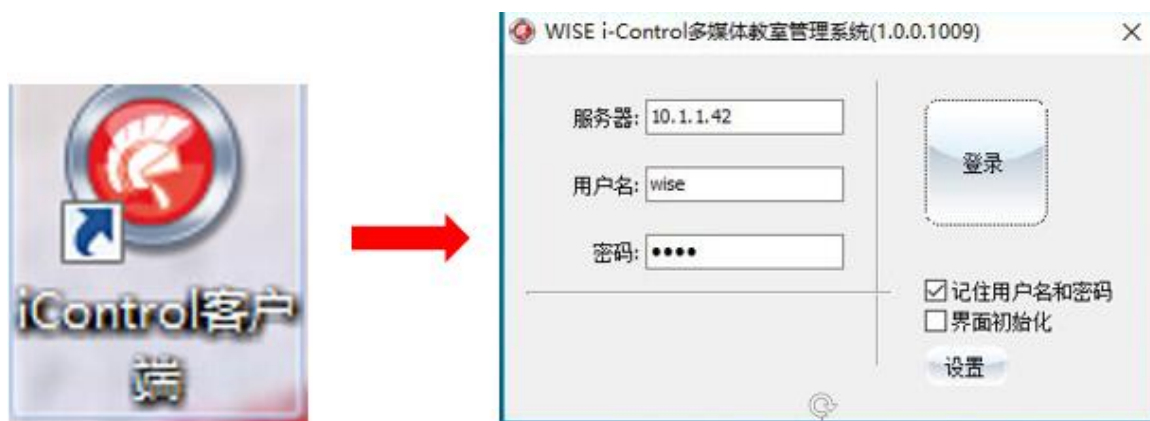 iControl客户
端
WISE i-Control多媒体教室管理系统(1.0.0.1009)
服务器: 10.1.1.42
用户名: wise
密码: ••••
登录
记住用户名和密码
界面初始化
设置